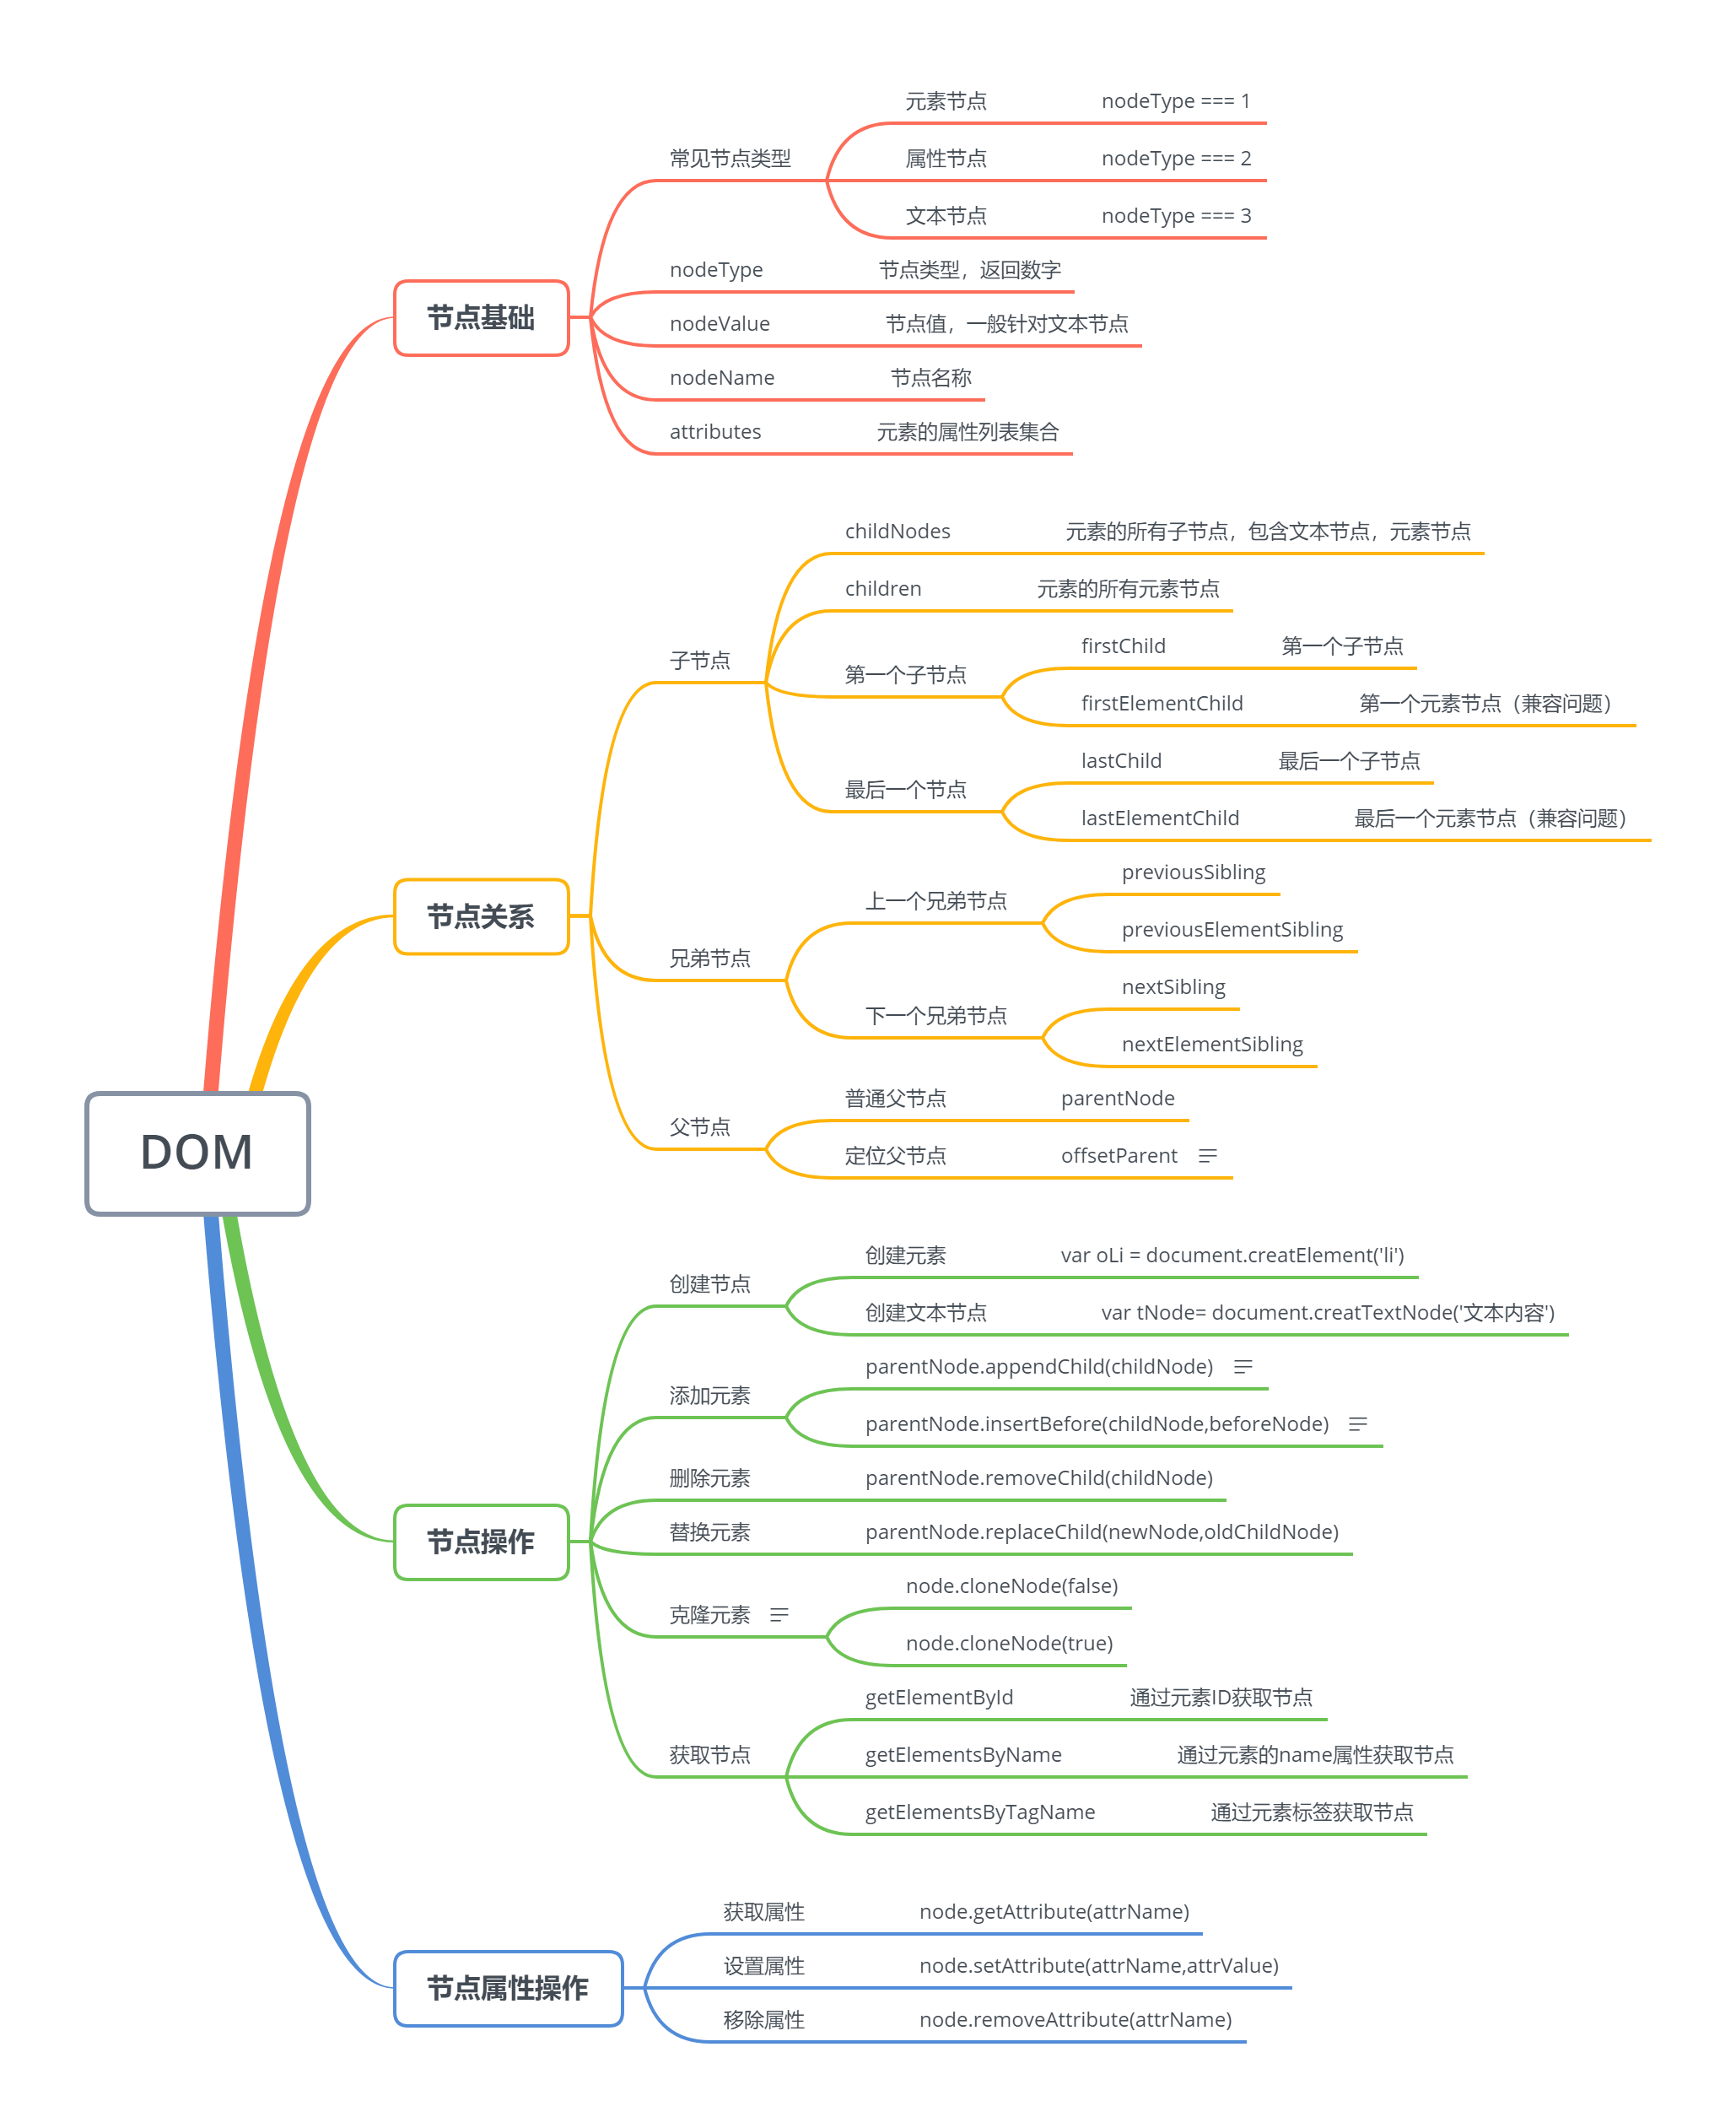 DOM
节点基础
常见节点类型
元素节点 nodeType === 1
属性节点 nodeType === 2
文本节点 nodeType === 3
nodeType 节点类型，返回数字
nodeValue 节点值，一般针对文本节点
nodeName 节点名称
attributes 元素的属性列表集合
节点关系
子节点
childNodes 元素的所有子节点，包含文本节点，元素节点
children 元素的所有元素节点
第一个子节点
firstChild 第一个子节点
firstElementChild 第一个元素节点（兼容问题）
最后一个节点
lastChild 最后一个子节点
lastElementChild 最后一个元素节点（兼容问题）
兄弟节点
上一个兄弟节点
previousSibling
previousElementSibling
下一个兄弟节点
nextSibling
nextElementSibling
父节点
普通父节点 parentNode
定位父节点 offsetParent
节点操作
创建节点
创建元素 var oLi = document.creatElement('li')
创建文本节点 var tNode= document.creatTextNode('文本内容')
添加元素
parentNode.appendChild(childNode)
parentNode.insertBefore(childNode,beforeNode)
删除元素 parentNode.removeChild(childNode)
替换元素 parentNode.replaceChild(newNode,oldChildNode)
克隆元素
node.cloneNode(false)
node.cloneNode(true)
获取节点
getElementById 通过元素ID获取节点
getElementsByName 通过元素的name属性获取节点
getElementsByTagName 通过元素标签获取节点
节点属性操作
获取属性 node.getAttribute(attrName)
设置属性 node.setAttribute(attrName,attrValue)
移除属性 node.removeAttribute(attrName)